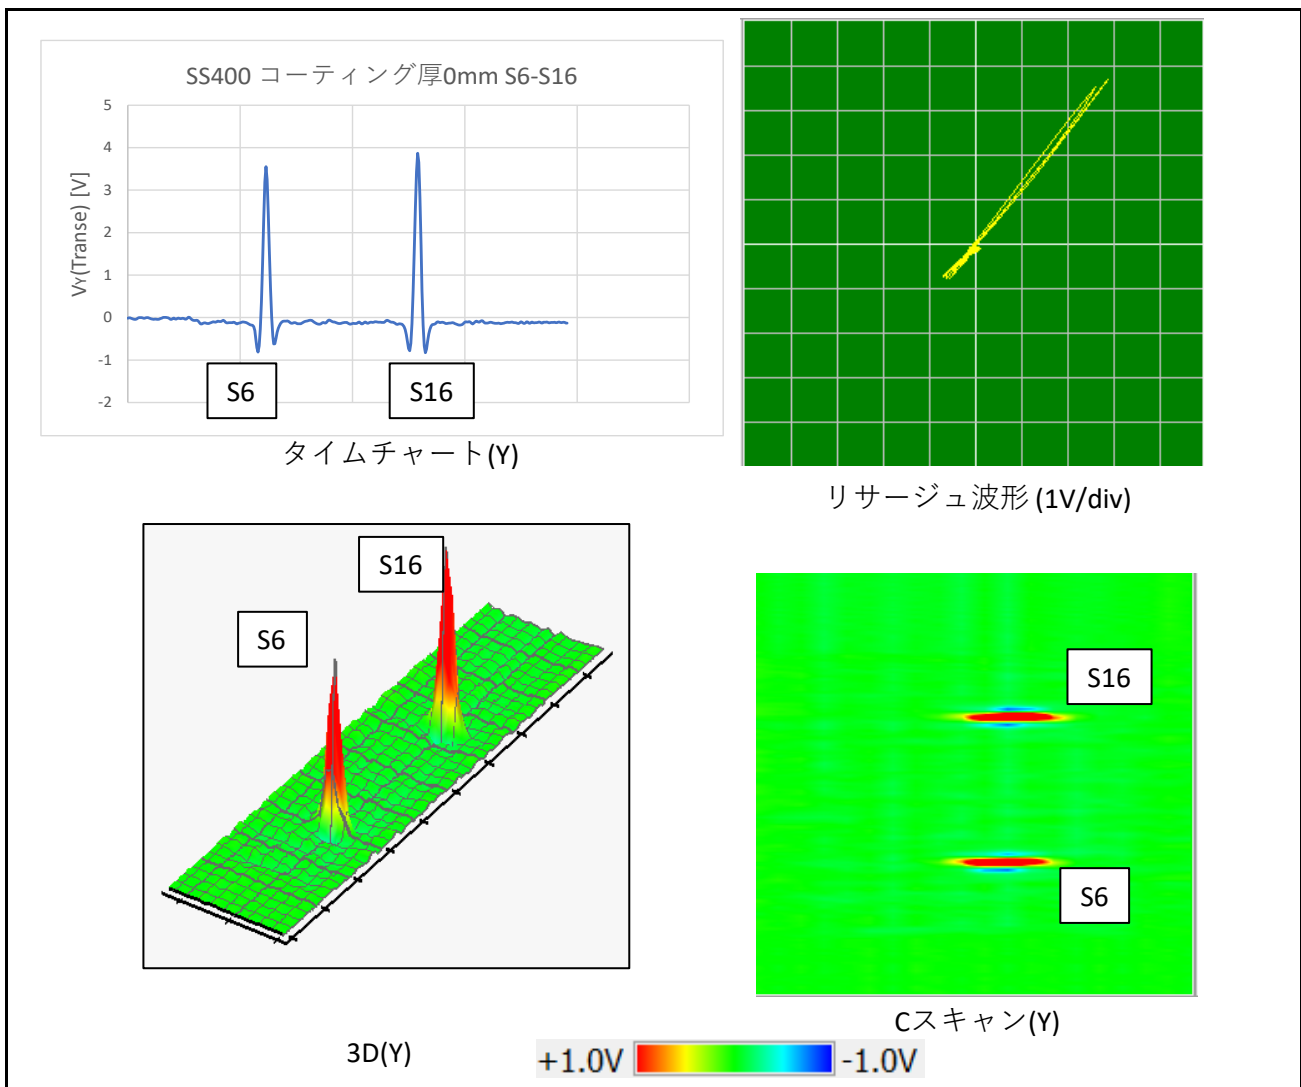 SS400 コーティング厚0mm S6-S16
5
4
3
2
1
0
-1
-2
VY(Transe) [V]
S6
S16
タイムチャート(Y)
リサージュ波形 (1V/div)
S16
S6
3D(Y)
S16
S6
Cスキャン(Y)
+1.0V
-1.0V